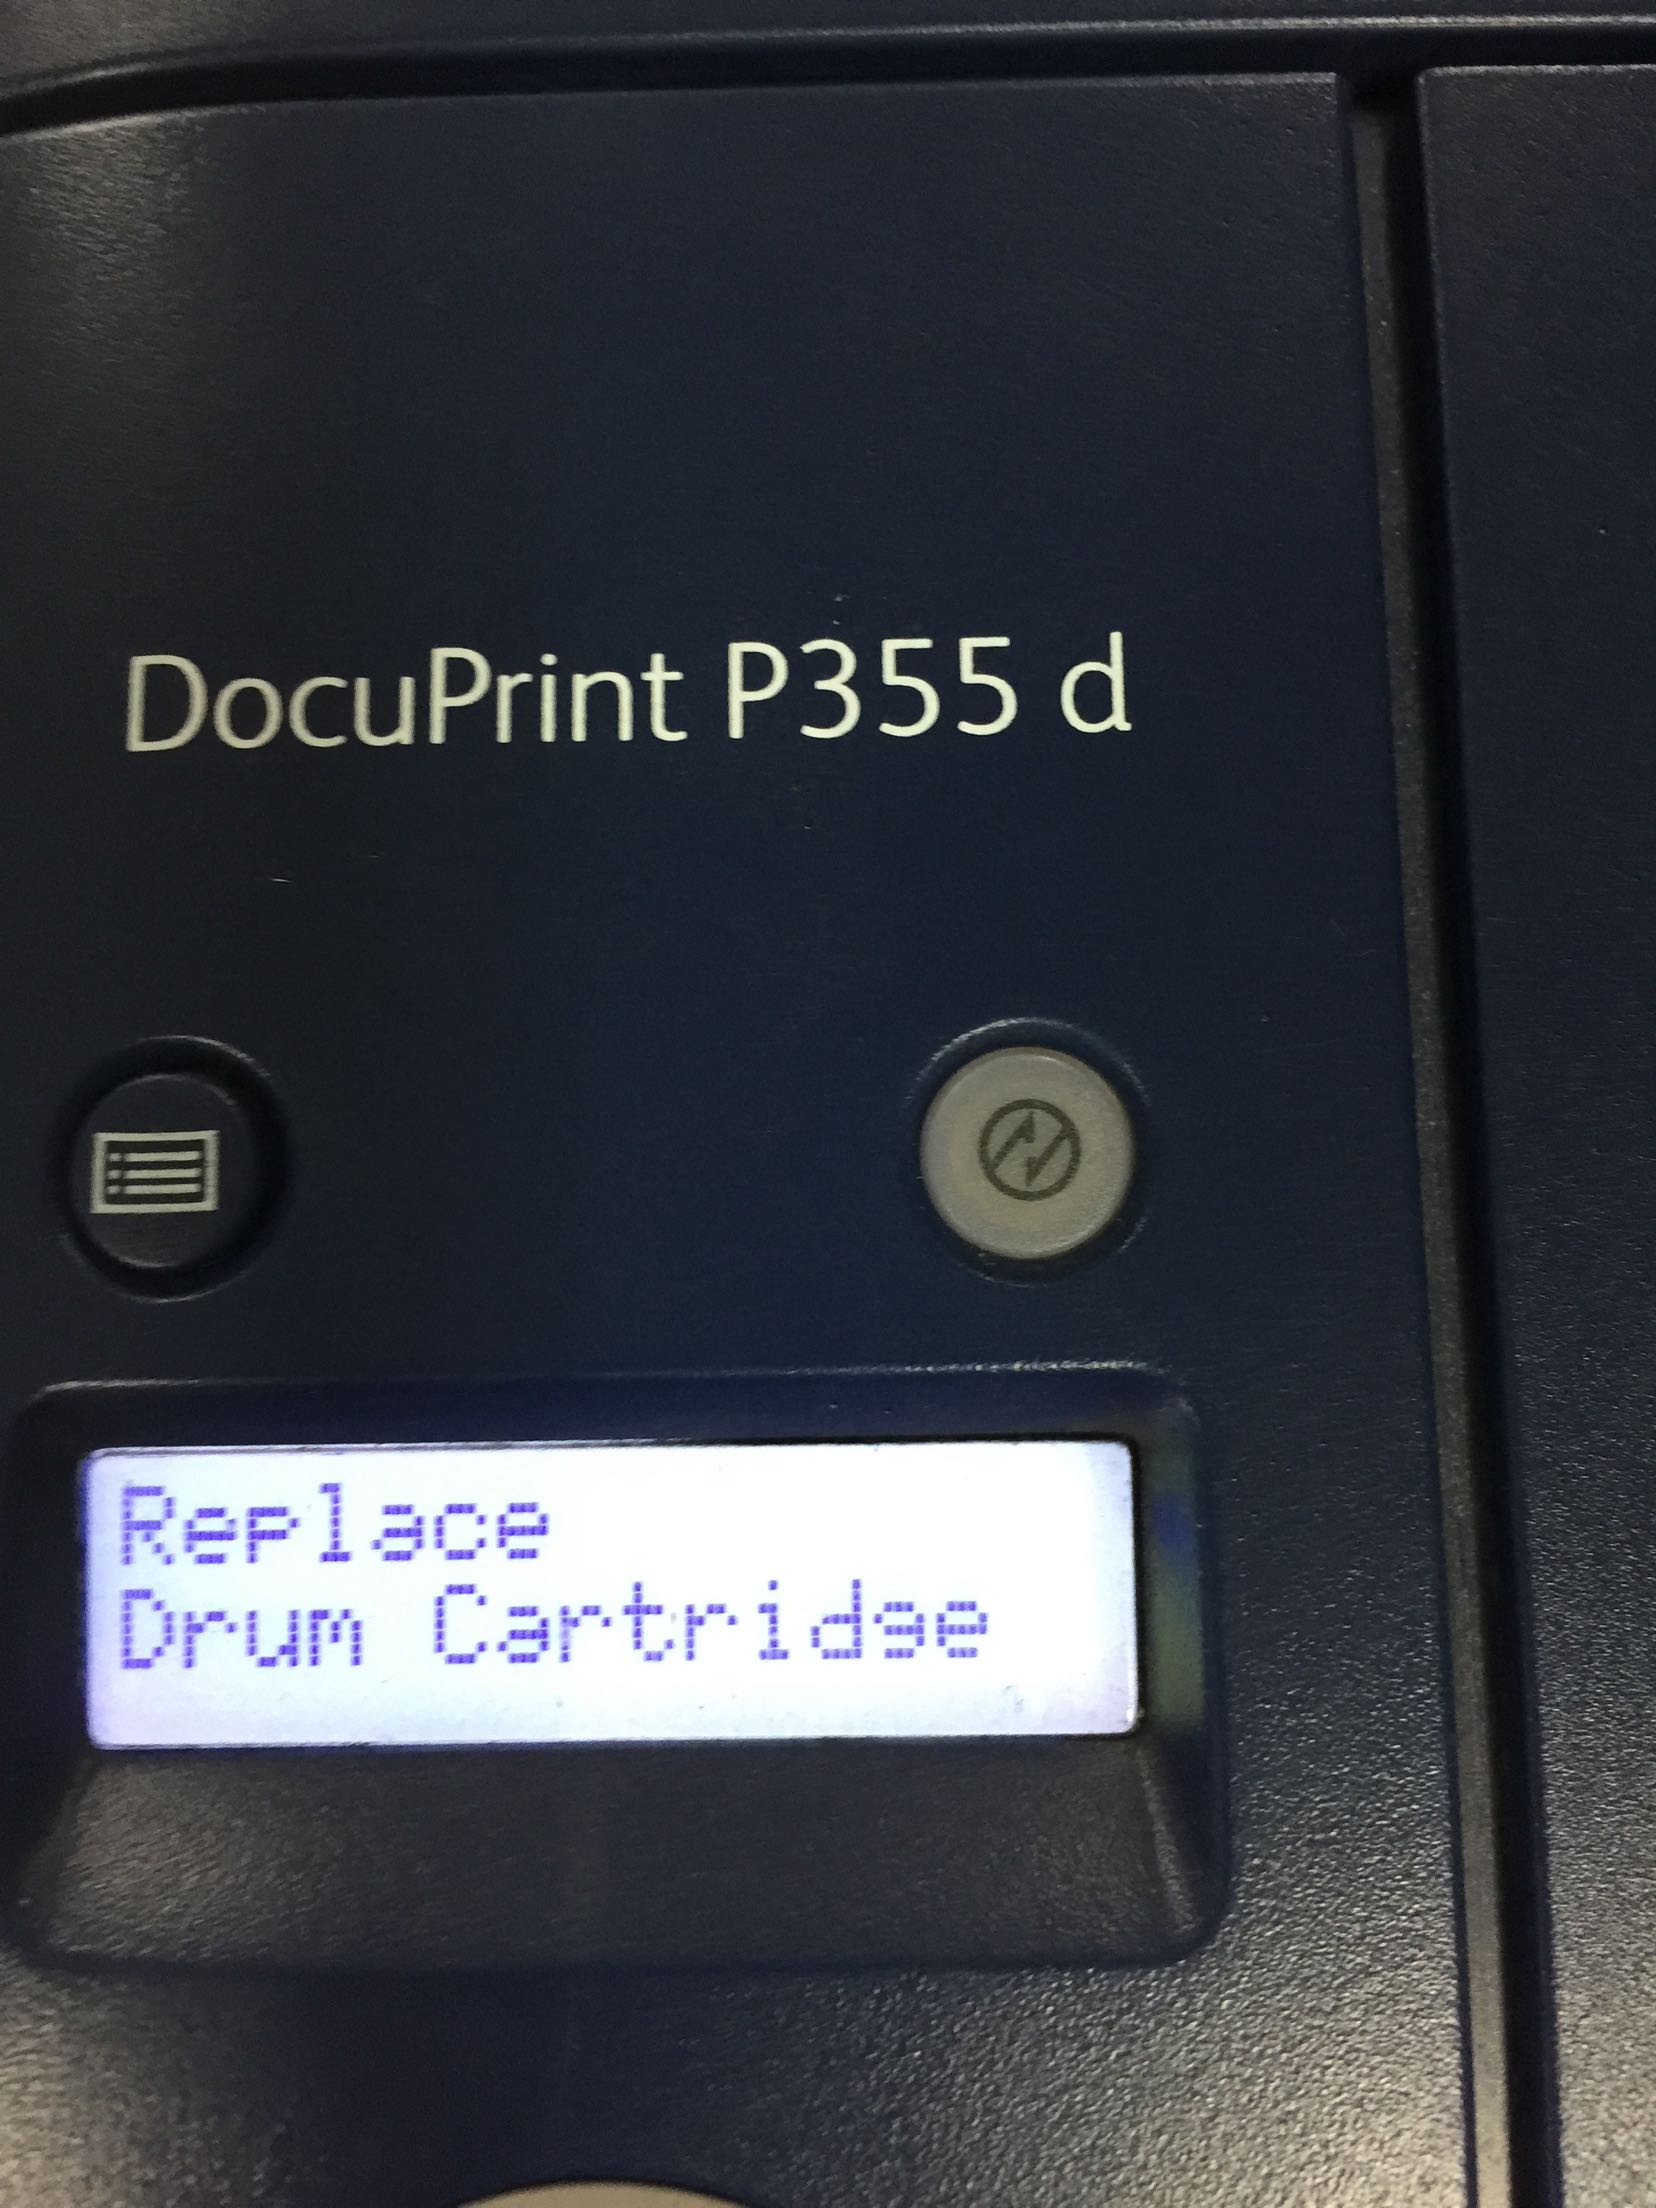 DocuPrint P355 d
Replace
Drum Cartridge